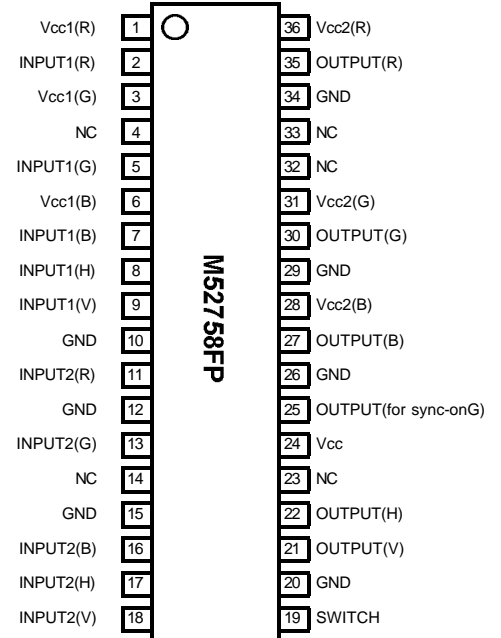 Vcc1(R) 1 36 Vcc2(R)
INPUT1(R) 2 35 OUTPUT(R)
Vcc1(G) 3 34 GND
NC 4 33 NC
INPUT1(G) 5 32 NC
Vcc1(B) 6 31 Vcc2(G)
INPUT1(B) 7 30 OUTPUT(G)
INPUT1(H) 8 29 GND
INPUT1(V) 9 28 Vcc2(B)
GND 10 27 OUTPUT(B)
INPUT2(R) 11 26 GND
GND 12 25 OUTPUT(for sync-onG)
INPUT2(G) 13 24 Vcc
NC 14 23 NC
GND 15 22 OUTPUT(H)
INPUT2(B) 16 21 OUTPUT(V)
INPUT2(H) 17 20 GND
INPUT2(V) 18 19 SWITCH
M52758FP